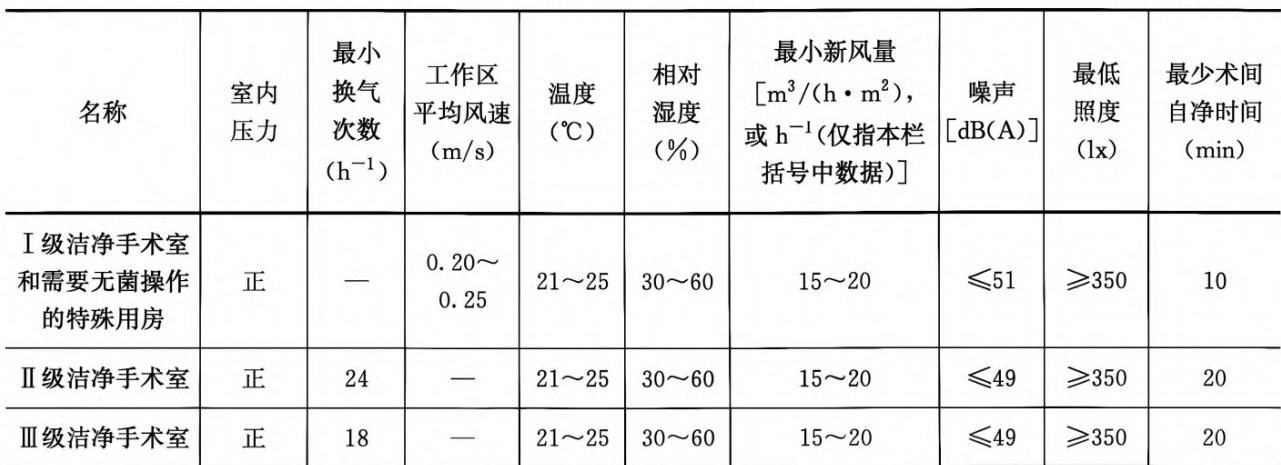 名称
室内
压力
最小
换气
次数
(h⁻¹)
工作区
平均风速
(m/s)
温度
(℃)
相对
湿度
(%)
最小新风量
[m³/(h·m²),
或 h⁻¹(仅指本栏
括号中数据)]
噪声
[dB(A)]
最低
照度
(lx)
最少术间
自净时间
(min)
Ⅰ级洁净手术室
和需要无菌操作
的特殊用房
正
—
0.20~
0.25
21~25
30~60
15~20
≤51
≥350
10
Ⅱ级洁净手术室
正
24
—
21~25
30~60
15~20
≤49
≥350
20
Ⅲ级洁净手术室
正
18
—
21~25
30~60
15~20
≤49
≥350
20